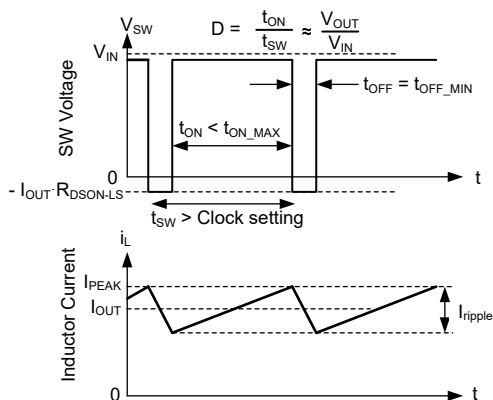 V_SW
D = t_ON / t_SW ≈ V_OUT / V_IN
V_IN
SW Voltage
t_OFF = t_OFF_MIN
t_ON < t_ON_MAX
0
t
- I_OUT·R_DSON-LS
t_SW > Clock setting
i_L
Inductor Current
I_PEAK
I_OUT
I_ripple
0
t